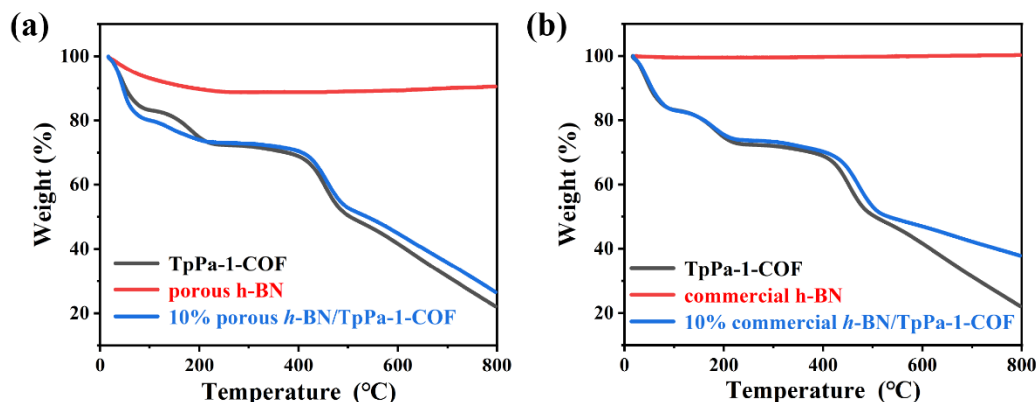 (a)
100
80
60
40
20
Weight (%)
TpPa-1-COF
porous h-BN
10% porous h-BN/TpPa-1-COF
0 200 400 600 800
Temperature (°C)
(b)
100
80
60
40
20
Weight (%)
TpPa-1-COF
commercial h-BN
10% commercial h-BN/TpPa-1-COF
0 200 400 600 800
Temperature (°C)